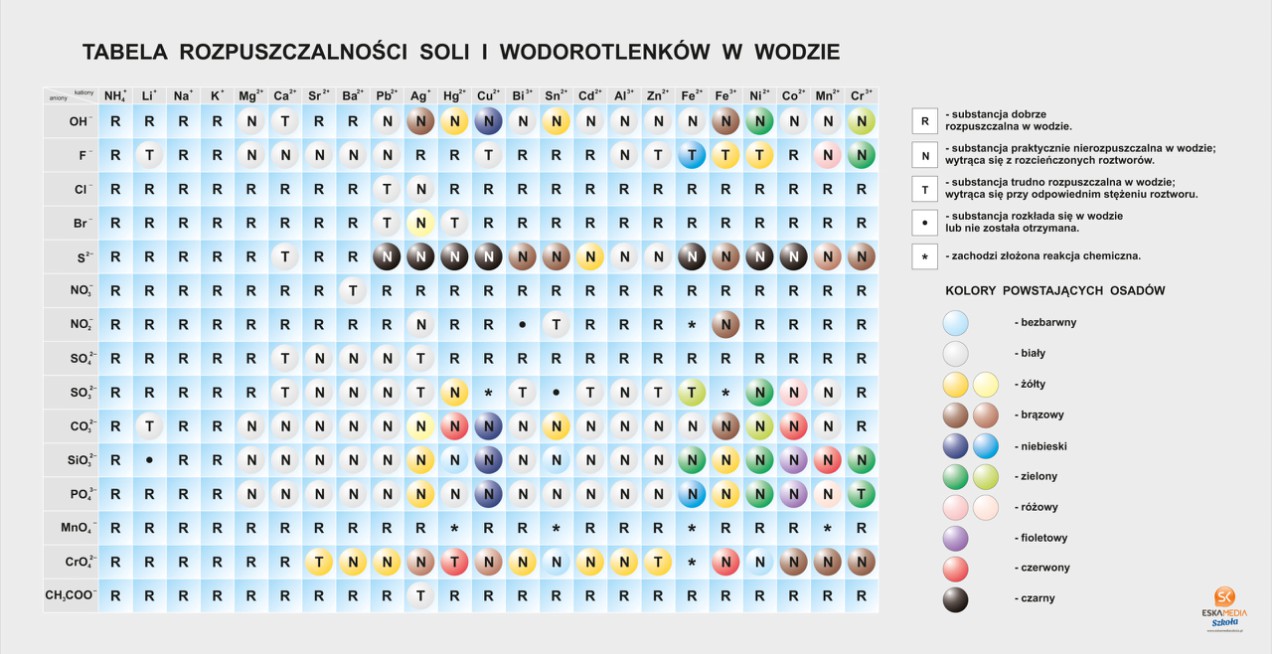 TABELA ROZPUSZCZALNOŚCI SOLI I WODOROTLENKÓW W WODZIE
kationy
aniony
NH₄⁺ Li⁺ Na⁺ K⁺ Mg²⁺ Ca²⁺ Sr²⁺ Ba²⁺ Pb²⁺ Ag⁺ Hg²⁺ Cu²⁺ Bi³⁺ Sn²⁺ Cd²⁺ Al³⁺ Zn²⁺ Fe²⁺ Fe³⁺ Ni²⁺ Co²⁺ Mn²⁺ Cr³⁺
OH⁻ R R R R N T R R N N N N N N N N N N N N N N N
F⁻ R T R R N N N N N R R T R R R N T T T T R N N
Cl⁻ R R R R R R R R T N R R R R R R R R R R R R R
Br⁻ R R R R R R R R T N T R R R R R R R R R R R R
S²⁻ R R R R R T R R N N N N N N N N N N N N N N N
NO₃⁻ R R R R R R R T R R R R R R R R R R R R R R R
NO₂⁻ R R R R R R R R R N R R • T R R R * N R R R R
SO₄²⁻ R R R R R T N N N T R R R R R R R R R R R R R
SO₃²⁻ R R R R R T N N N T N * T • T N T T * N N N R
CO₃²⁻ R T R R N N N N N N N N N N N N N N N N N N R
SiO₃²⁻ R • R R N N N N N N N N N N N N N N N N N N N
PO₄³⁻ R R R R N N N N N N N N N N N N N N N N N N T
MnO₄⁻ R R R R R R R R R R * R R * R R R * R R R * R
CrO₄²⁻ R R R R R R T N N N T N N N N N T * N N N N N
CH₃COO⁻ R R R R R R R R R T R R R R R R R R R R R R R
R - substancja dobrze
rozpuszczalna w wodzie.
N - substancja praktycznie nierozpuszczalna w wodzie;
wytrąca się z rozcieńczonych roztworów.
T - substancja trudno rozpuszczalna w wodzie;
wytrąca się przy odpowiednim stężeniu roztworu.
• - substancja rozkłada się w wodzie
lub nie została otrzymana.
* - zachodzi złożona reakcja chemiczna.
KOLORY POWSTAJĄCYCH OSADÓW
- bezbarwny
- biały
- żółty
- brązowy
- niebieski
- zielony
- różowy
- fioletowy
- czerwony
- czarny
SK
ESKAMEDIA
Szkoła